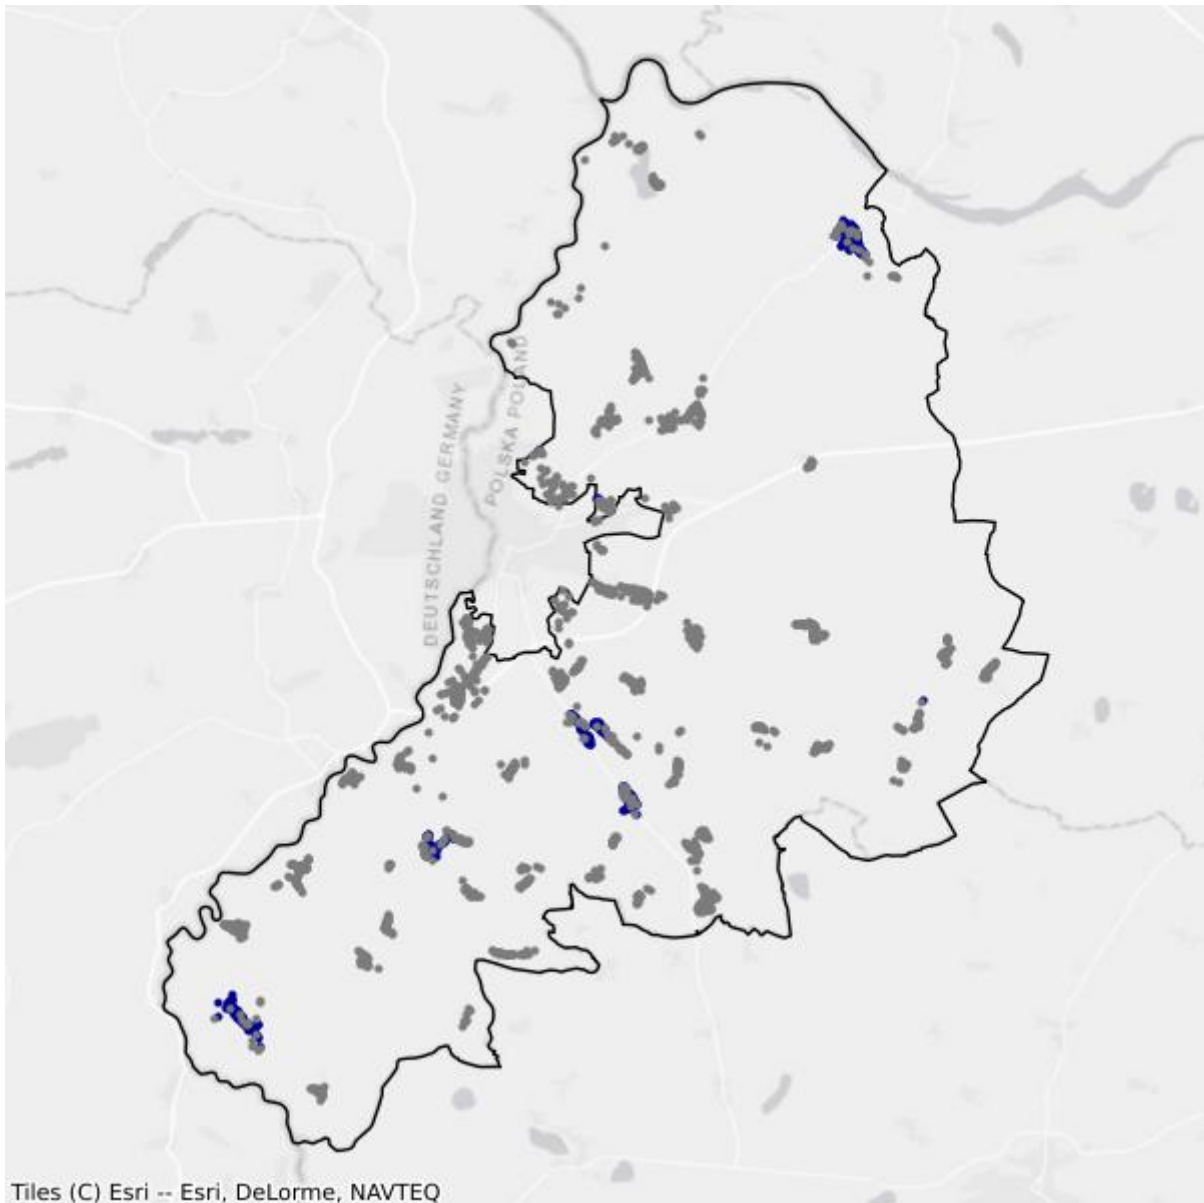 DEUTSCHLAND GERMANY
POLSKA POLAND
Tiles (C) Esri -- Esri, DeLorme, NAVTEQ